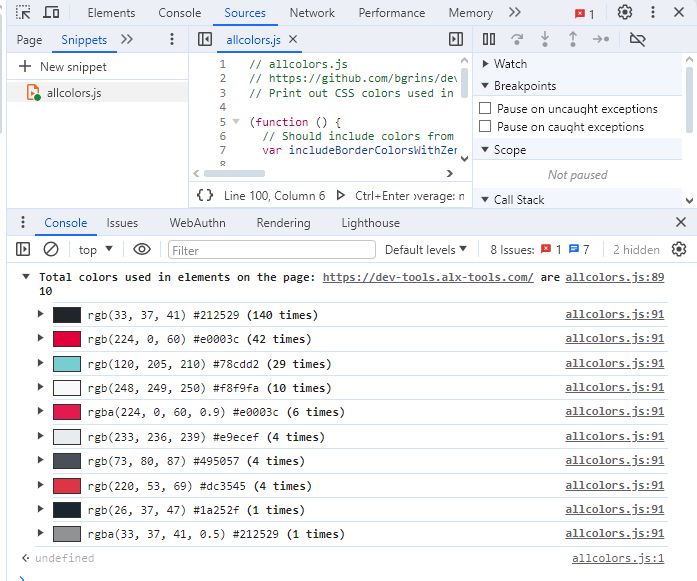 Elements Console Sources Network Performance Memory 1
Page Snippets allcolors.js
New snippet
allcolors.js
1 // allcolors.js
2 // https://github.com/bgrins/dev
3 // Print out CSS colors used in
4
5 (function () {
6 // Should include colors from
7 var includeBorderColorsWithZer
8
{} Line 100, Column 6 Ctrl+Enter overage: n
Watch
Breakpoints
Pause on uncaught exceptions
Pause on caught exceptions
Scope
Not paused
Call Stack
Console Issues WebAuthn Rendering Lighthouse
top Filter Default levels 8 Issues: 1 7 2 hidden
Total colors used in elements on the page: https://dev-tools.alx-tools.com/ are allcolors.js:89
10
rgb(33, 37, 41) #212529 (140 times) allcolors.js:91
rgb(224, 0, 60) #e0003c (42 times) allcolors.js:91
rgb(120, 205, 210) #78cdd2 (29 times) allcolors.js:91
rgb(248, 249, 250) #f8f9fa (10 times) allcolors.js:91
rgba(224, 0, 60, 0.9) #e0003c (6 times) allcolors.js:91
rgb(233, 236, 239) #e9ecef (4 times) allcolors.js:91
rgb(73, 80, 87) #495057 (4 times) allcolors.js:91
rgb(220, 53, 69) #dc3545 (4 times) allcolors.js:91
rgb(26, 37, 47) #1a252f (1 times) allcolors.js:91
rgba(33, 37, 41, 0.5) #212529 (1 times) allcolors.js:91
undefined allcolors.js:1